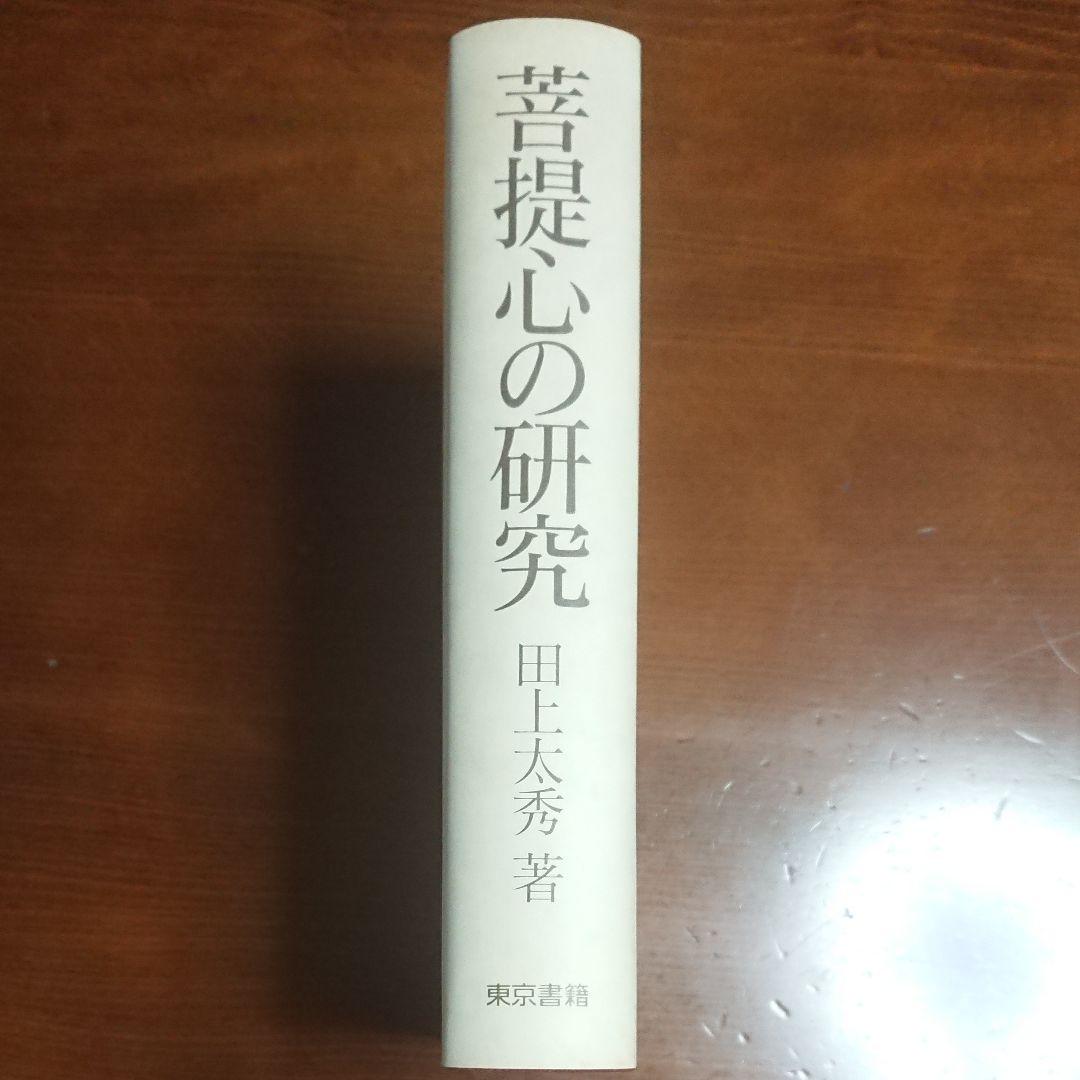 菩提心の研究
田上太秀 著
東京書籍